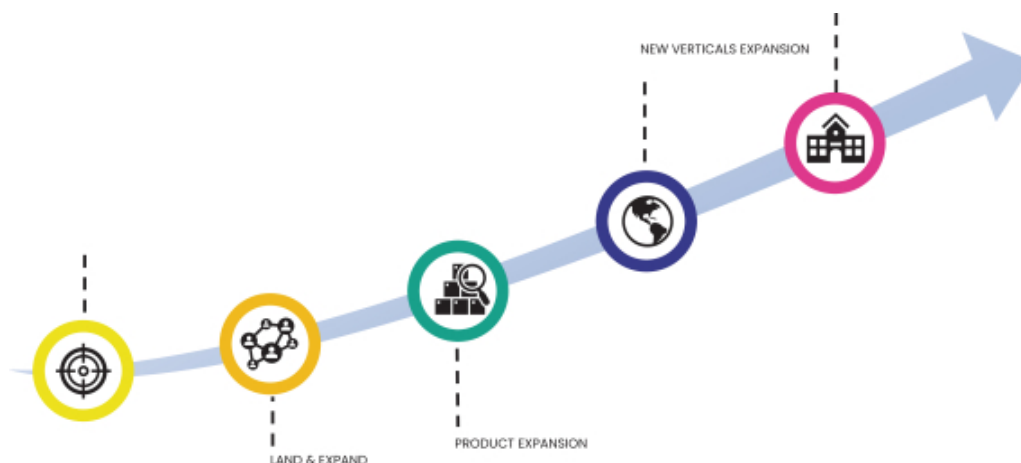 NEW VERTICALS EXPANSION
PRODUCT EXPANSION
LAND & EXPAND